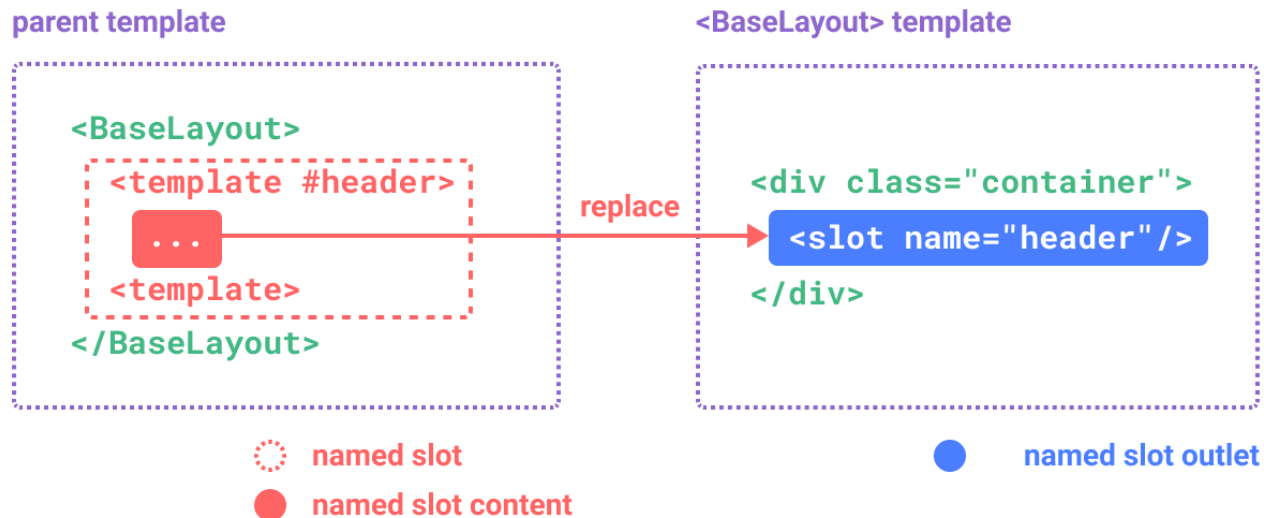 parent template
<BaseLayout>
<template #header>
...
<template>
</BaseLayout>
replace
<BaseLayout> template
<div class="container">
<slot name="header"/>
</div>
named slot
named slot content
named slot outlet